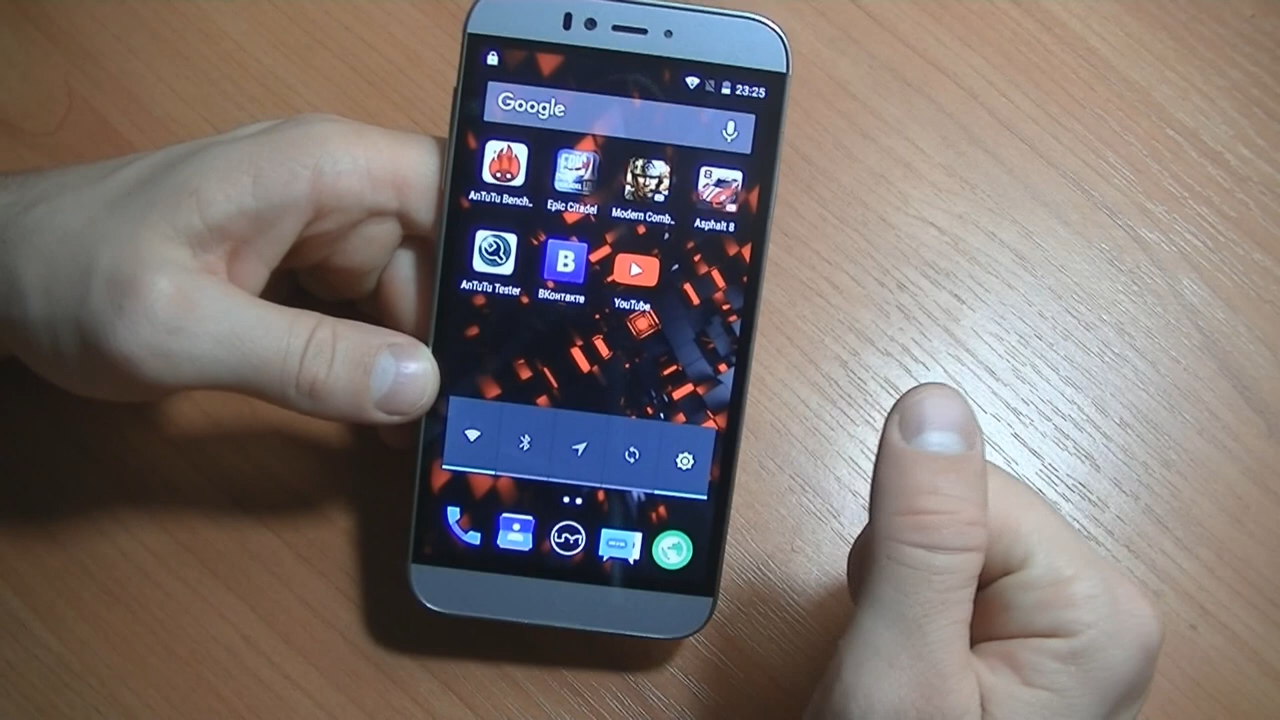 23:25
Google
AnTuTu Bench..
Epic Citadel
Modern Comb..
Asphalt 8
AnTuTu Tester
ВКонтакте
YouTube